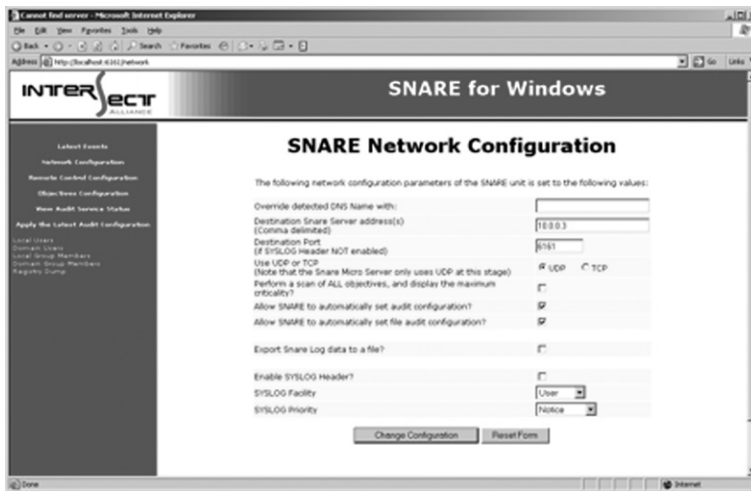 Cannot find server - Microsoft Internet Explorer
File Edit View Favorites Tools Help
Back Search Favorites
Address http://localhost:6161/network Go Links
INTERSECT
ALLIANCE
SNARE for Windows
Latest Events
Network Configuration
Remote Control Configuration
Objectives Configuration
View Audit Service Status
Apply the Latest Audit Configuration
Local Users
Domain Users
Local Group Members
Domain Group Members
Registry Dump
SNARE Network Configuration
The following network configuration parameters of the SNARE unit is set to the following values:
Override detected DNS Name with:
Destination Snare Server address(s)
(Comma delimited)
10.0.0.3
Destination Port
(if SYSLOG Header NOT enabled)
6161
Use UDP or TCP
(Note that the Snare Micro Server only uses UDP at this stage)
UDP TCP
Perform a scan of ALL objectives, and display the maximum
criticality?
Allow SNARE to automatically set audit configuration?
Allow SNARE to automatically set file audit configuration?
Export Snare Log data to a file?
Enable SYSLOG Header?
SYSLOG Facility User
SYSLOG Priority Notice
Change Configuration Reset Form
Done Internet